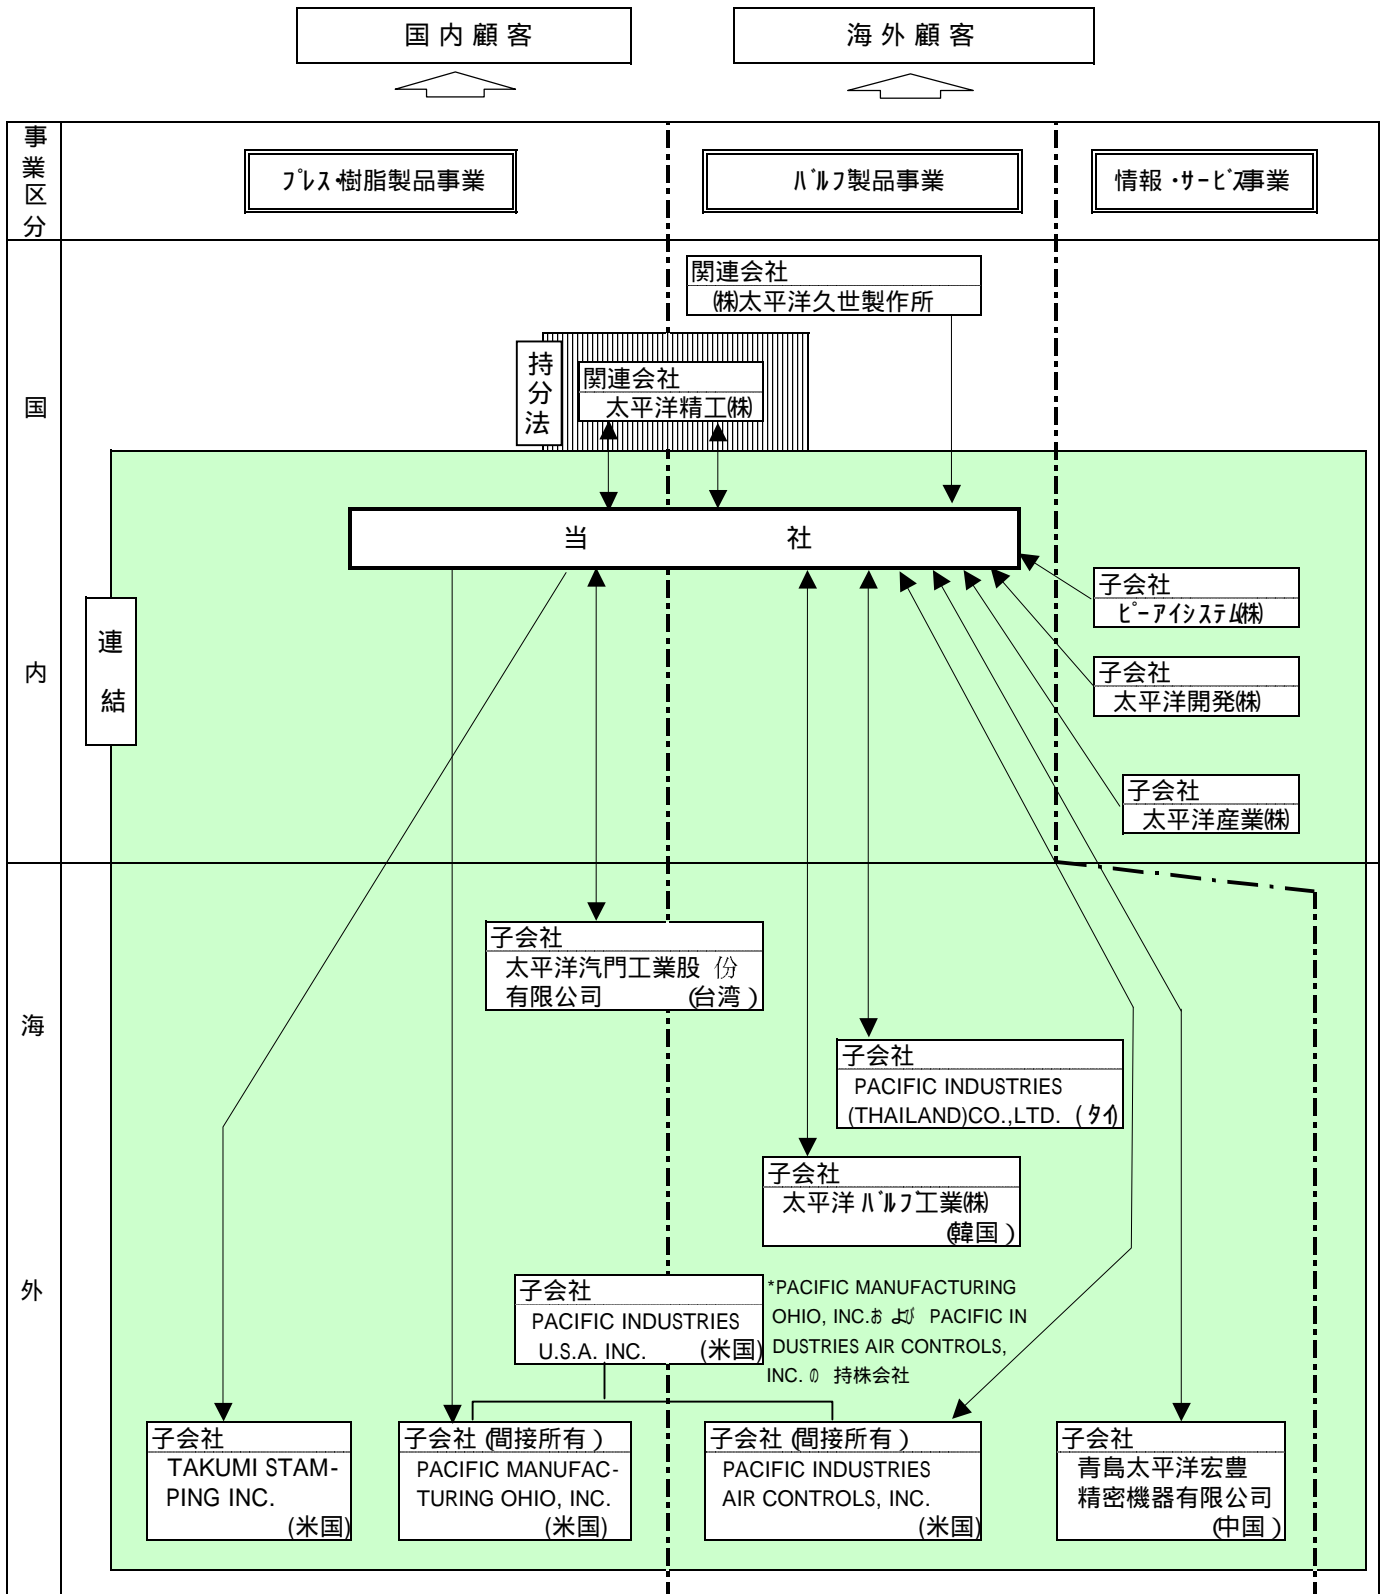 国内顧客
海外顧客
事業区分
プレス・樹脂製品事業
バルブ製品事業
情報・サービス事業
国
内
関連会社
㈱太平洋久世製作所
持分法
関連会社
太平洋精工㈱
当社
連結
子会社
ピーアイシステム㈱
子会社
太平洋開発㈱
子会社
太平洋産業㈱
海
外
子会社
太平洋汽門工業股 份
有限公司 (台湾)
子会社
PACIFIC INDUSTRIES
(THAILAND)CO.,LTD. (タイ)
子会社
太平洋バルブ工業㈱
(韓国)
子会社
PACIFIC INDUSTRIES
U.S.A. INC. (米国)
*PACIFIC MANUFACTURING
OHIO, INC.および PACIFIC IN
DUSTRIES AIR CONTROLS,
INC.の 持株会社
子会社
TAKUMI STAM-
PING INC.
(米国)
子会社(間接所有)
PACIFIC MANUFAC-
TURING OHIO, INC.
(米国)
子会社(間接所有)
PACIFIC INDUSTRIES
AIR CONTROLS, INC.
(米国)
子会社
青島太平洋宏豊
精密機器有限公司
(中国)